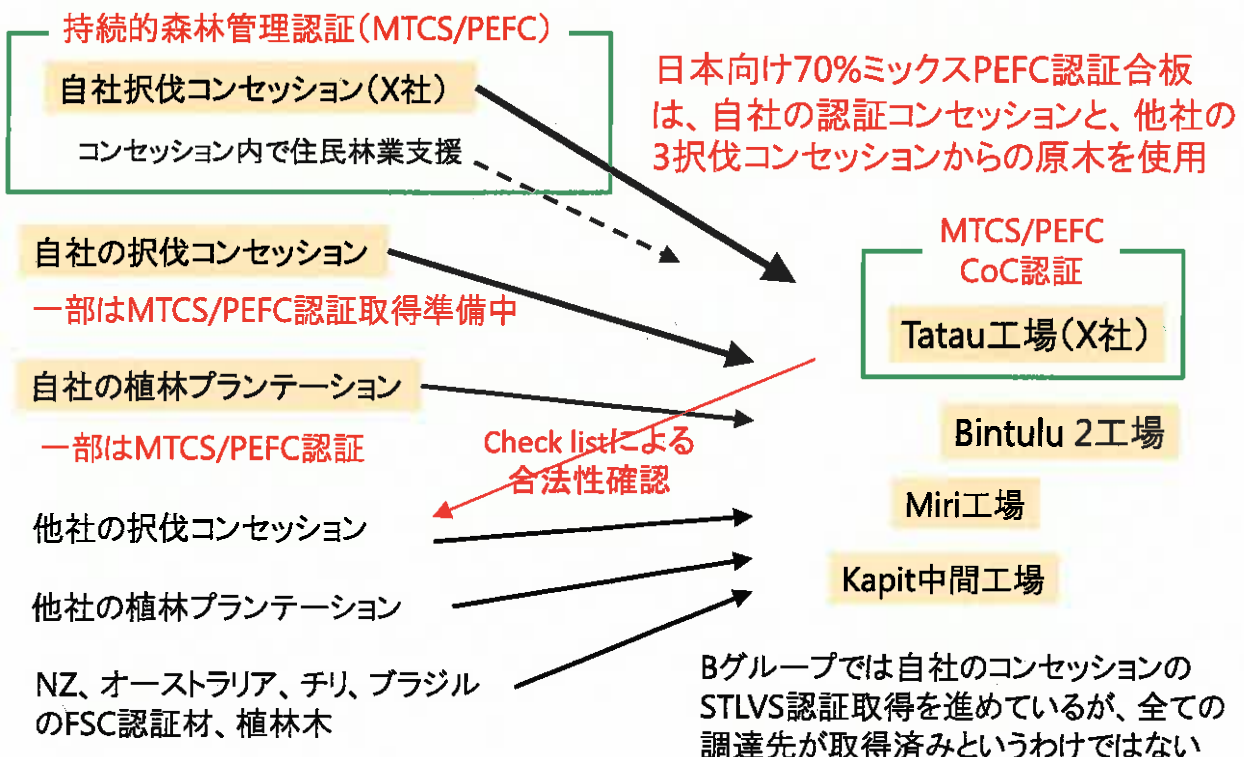 持続的森林管理認証(MTCS/PEFC)
自社択伐コンセッション(X社)
コンセッション内で住民林業支援
日本向け70%ミックスPEFC認証合板
は、自社の認証コンセッションと、他社の
3択伐コンセッションからの原木を使用
自社の択伐コンセッション
一部はMTCS/PEFC認証取得準備中
自社の植林プランテーション
一部はMTCS/PEFC認証
Check listによる
合法性確認
他社の択伐コンセッション
他社の植林プランテーション
NZ、オーストラリア、チリ、ブラジル
のFSC認証材、植林木
MTCS/PEFC
CoC認証
Tatau工場(X社)
Bintulu 2工場
Miri工場
Kapit中間工場
Bグループでは自社のコンセッションの
STLVS認証取得を進めているが、全ての
調達先が取得済みというわけではない